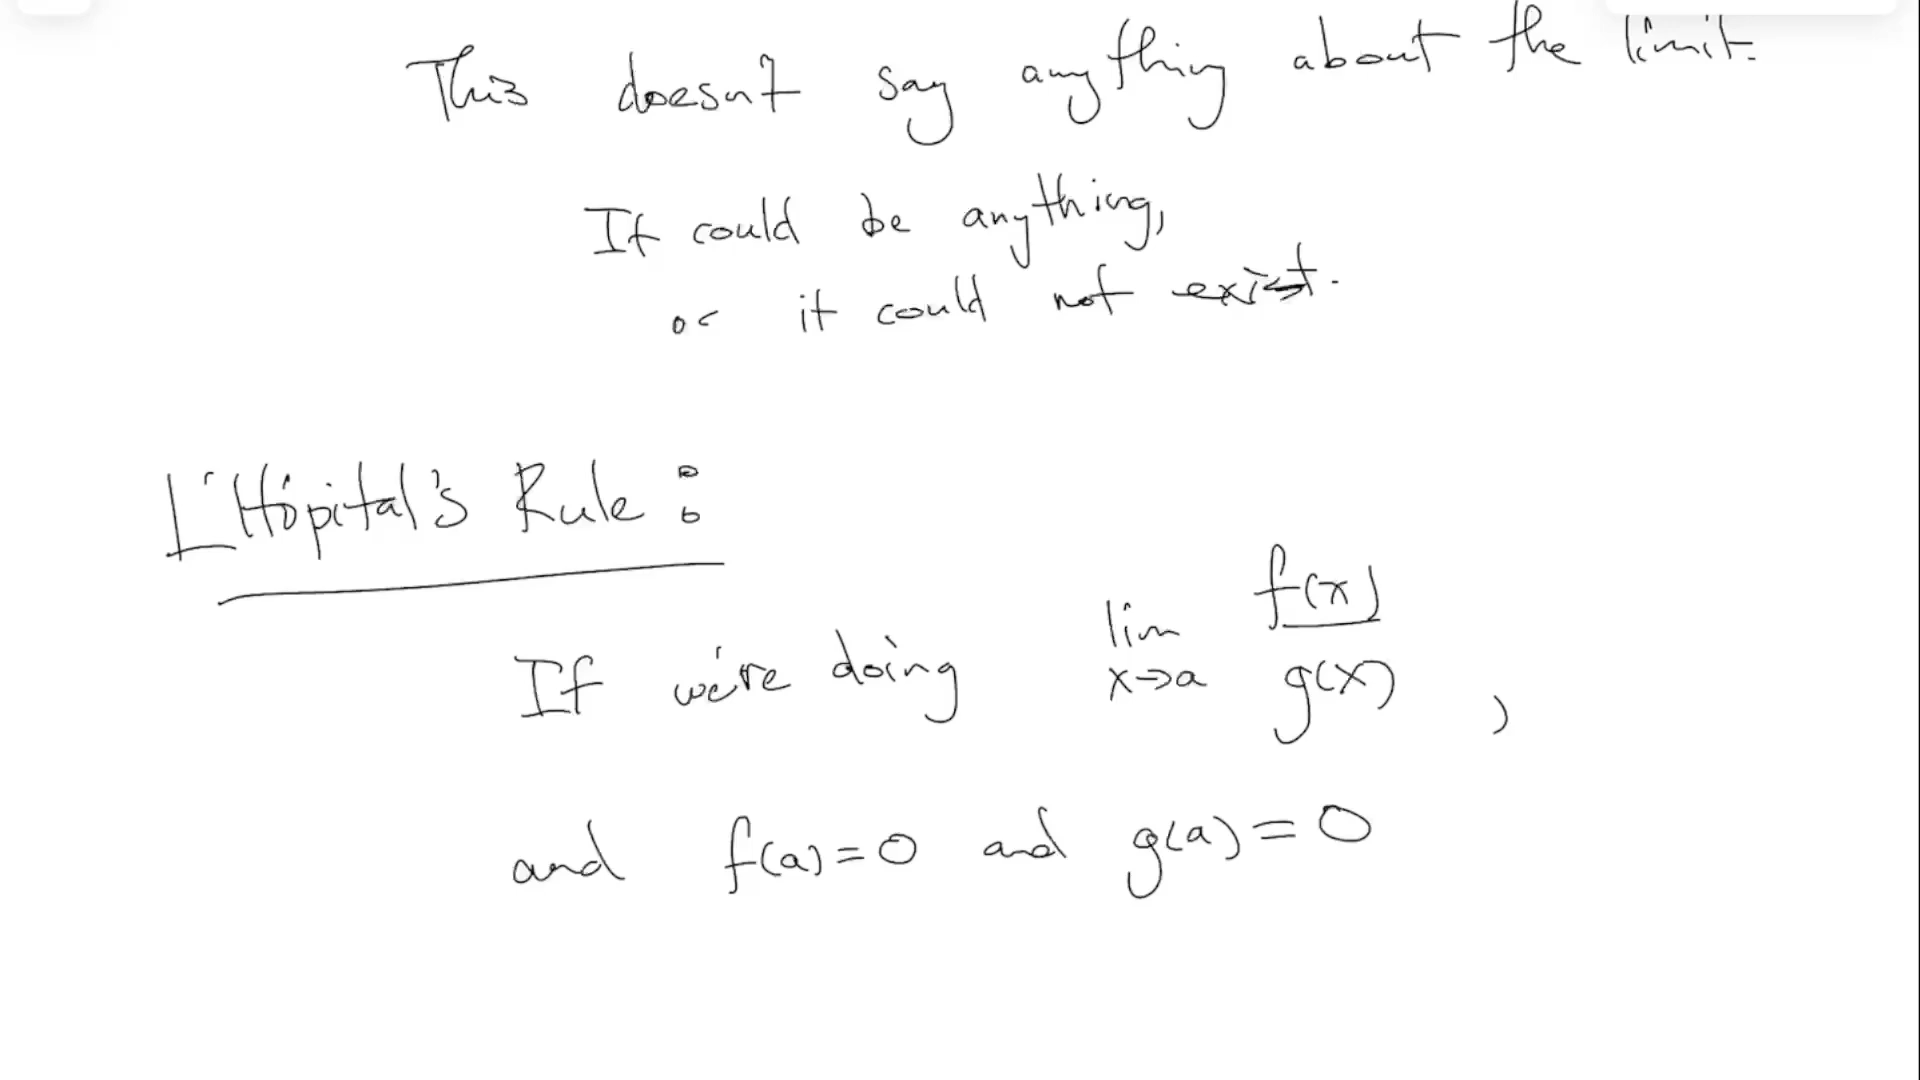 This doesn't say anything about the limit.
It could be anything,
or it could not exist.
L'Hôpital's Rule:
If we're doing lim x→a f(x)/g(x) ,
and f(a)=0 and g(a)=0